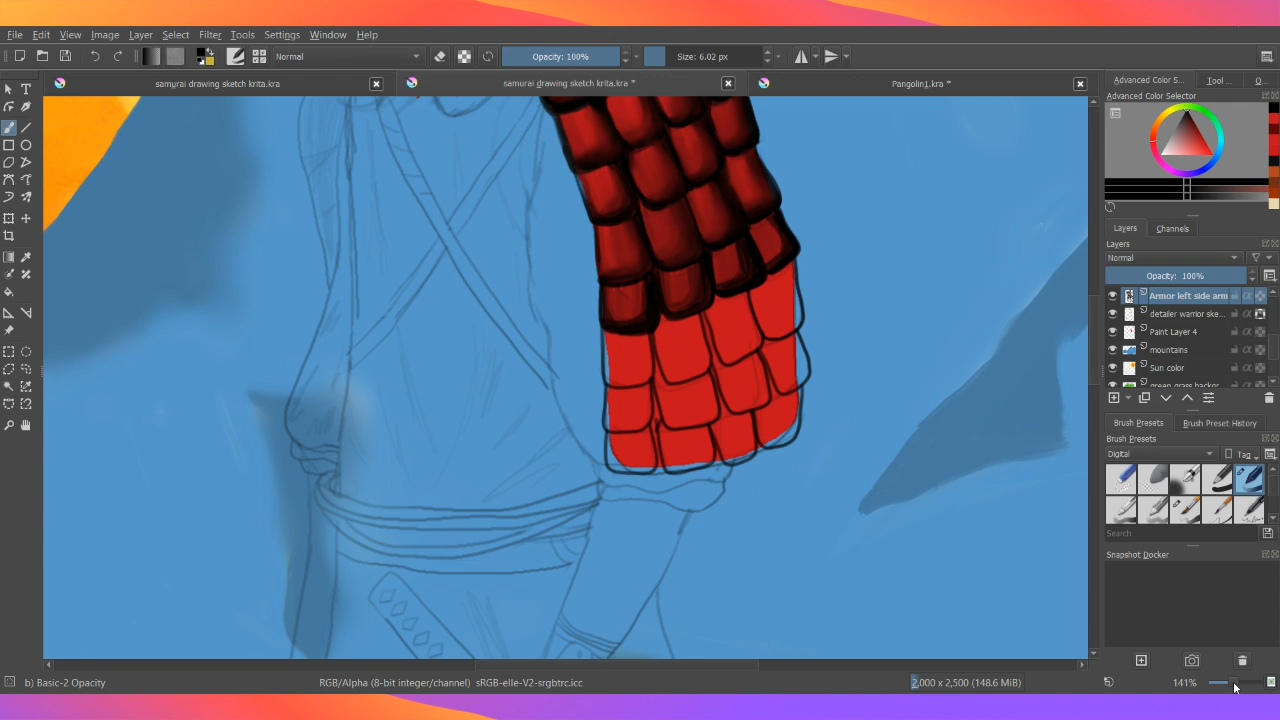 File Edit View Image Layer Select Filter Tools Settings Window Help
Normal Opacity: 100% Size: 6.02 px
samurai drawing sketch krita.kra samurai drawing sketch krita.kra * Pangolin1.kra *
Advanced Color S... Tool ... O...
Advanced Color Selector
Layers Channels
Layers
Normal
Opacity: 100%
Armor left side arm
detailer warrior ske...
Paint Layer 4
mountains
Sun color
green grass backgr
Brush Presets Brush Preset History
Brush Presets
Digital Tag
Search
Snapshot Docker
b) Basic-2 Opacity RGB/Alpha (8-bit integer/channel) sRGB-elle-V2-srgbtrc.icc 2,000 x 2,500 (148.6 MiB) 141%